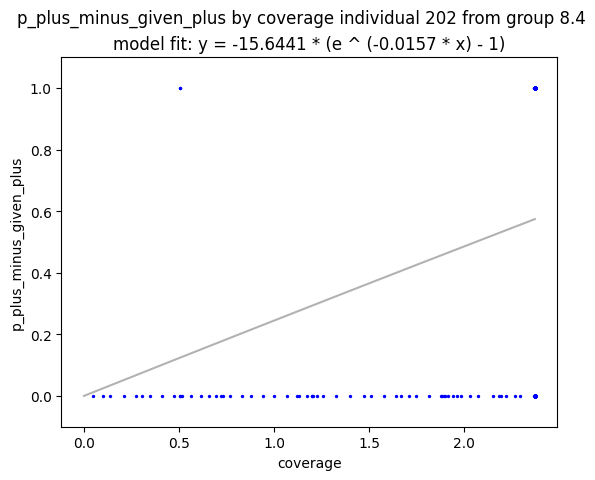 p_plus_minus_given_plus by coverage individual 202 from group 8.4
model fit: y = -15.6441 * (e ^ (-0.0157 * x) - 1)
1.0
0.8
0.6
0.4
0.2
0.0
p_plus_minus_given_plus
0.0 0.5 1.0 1.5 2.0
coverage